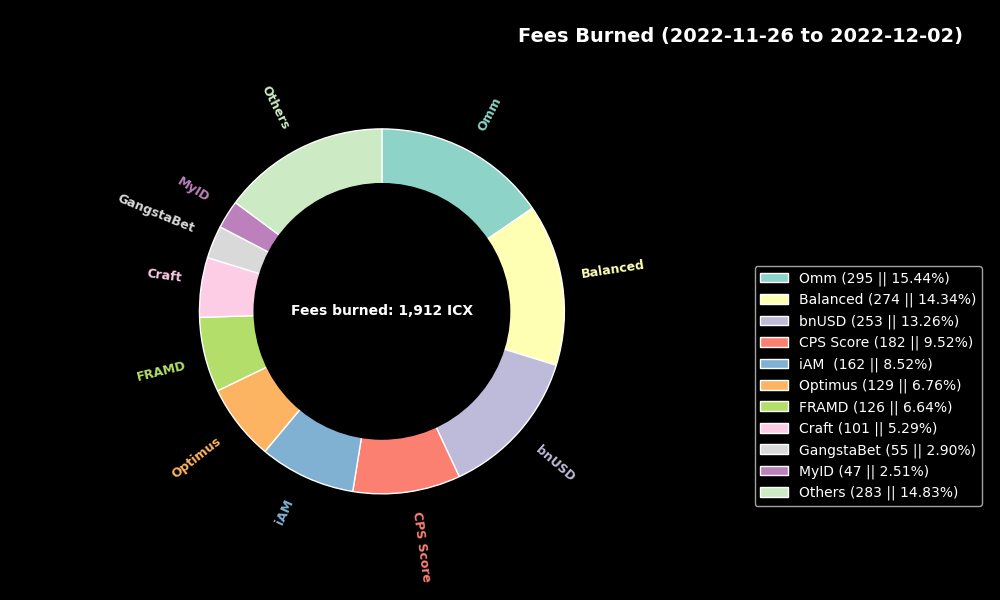 Fees Burned (2022-11-26 to 2022-12-02)
Others
Omm
MyID
GangstaBet
Balanced
Craft
Fees burned: 1,912 ICX
FRAMD
Optimus
bnUSD
iAM
CPS Score
Omm (295 || 15.44%)
Balanced (274 || 14.34%)
bnUSD (253 || 13.26%)
CPS Score (182 || 9.52%)
iAM  (162 || 8.52%)
Optimus (129 || 6.76%)
FRAMD (126 || 6.64%)
Craft (101 || 5.29%)
GangstaBet (55 || 2.90%)
MyID (47 || 2.51%)
Others (283 || 14.83%)